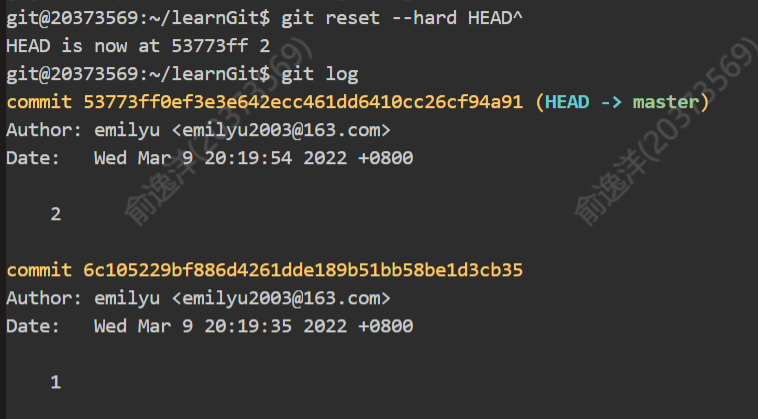 git@20373569:~/learnGit$ git reset --hard HEAD^
HEAD is now at 53773ff 2
git@20373569:~/learnGit$ git log
commit 53773ff0ef3e3e642ecc461dd6410cc26cf94a91 (HEAD -> master)
Author: emilyu <emilyu2003@163.com>
Date:   Wed Mar 9 20:19:54 2022 +0800
    2
commit 6c105229bf886d4261dde189b51bb58be1d3cb35
Author: emilyu <emilyu2003@163.com>
Date:   Wed Mar 9 20:19:35 2022 +0800
    1
俞逸洋(20373569)
俞逸洋(20373569)